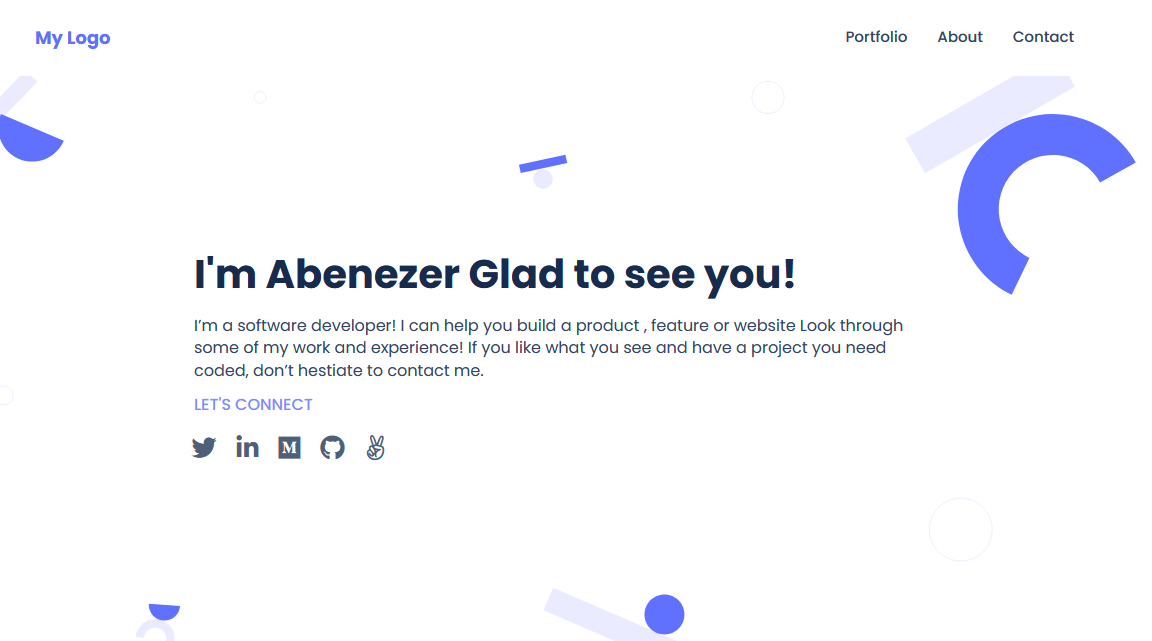 My Logo
Portfolio About Contact
I'm Abenezer Glad to see you!
I’m a software developer! I can help you build a product , feature or website Look through
some of my work and experience! If you like what you see and have a project you need
coded, don’t hestiate to contact me.
LET'S CONNECT
in M